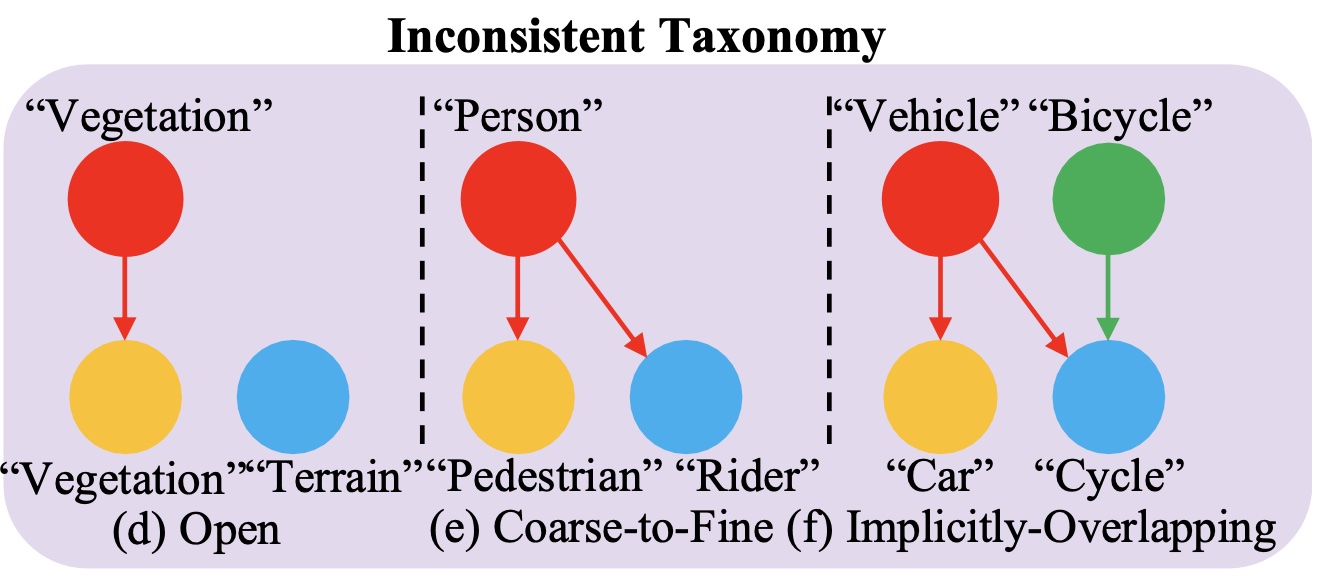 Inconsistent Taxonomy
“Vegetation” “Person” “Vehicle” “Bicycle”
“Vegetation” “Terrain” “Pedestrian” “Rider” “Car” “Cycle”
(d) Open (e) Coarse-to-Fine (f) Implicitly-Overlapping